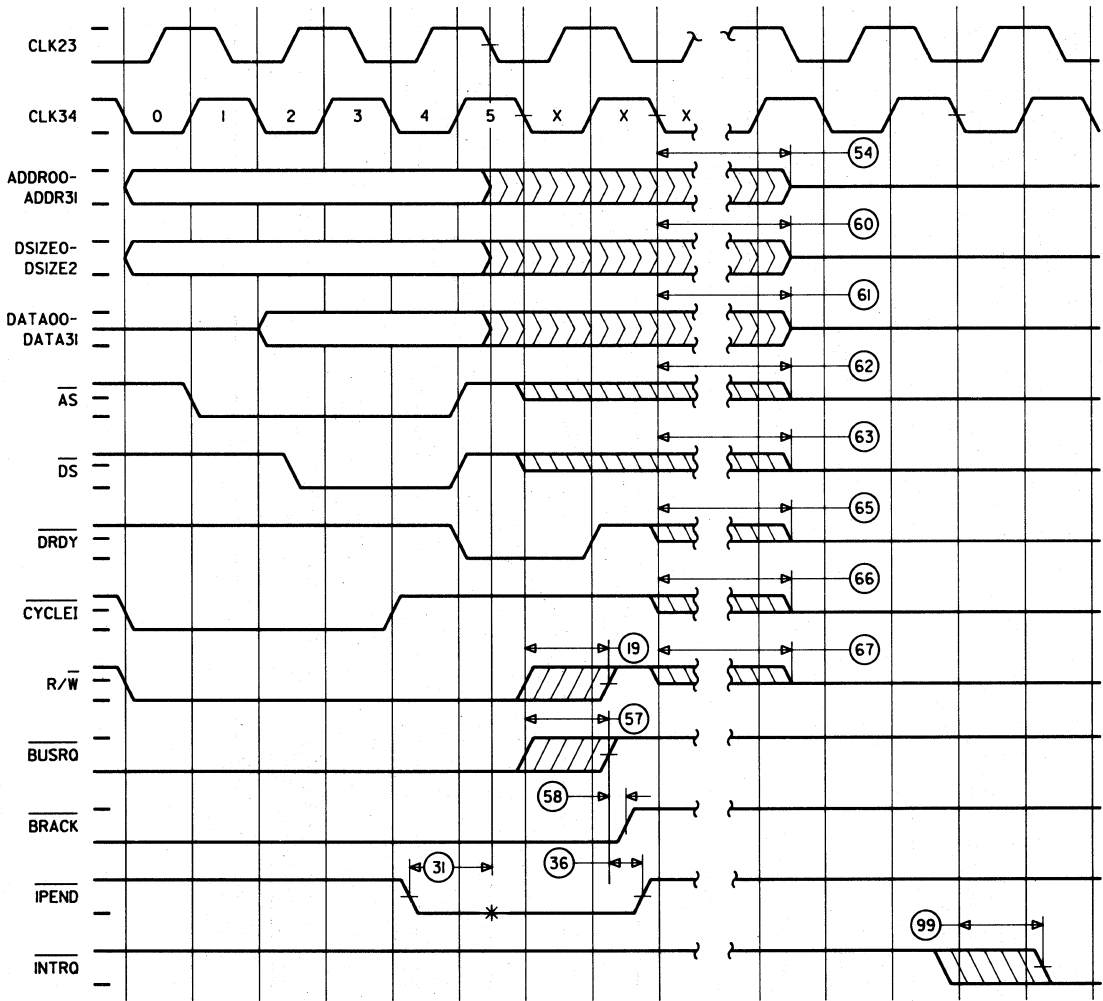 CLK23
CLK34
0 1 2 3 4 5 X X X
54
ADDR00-
ADDR31
60
DSIZE0-
DSIZE2
61
DATA00-
DATA31
62
AS
63
DS
65
DRDY
66
CYCLEI
19
67
R/W
57
BUSRQ
58
BRACK
31
36
IPEND
99
INTRQ